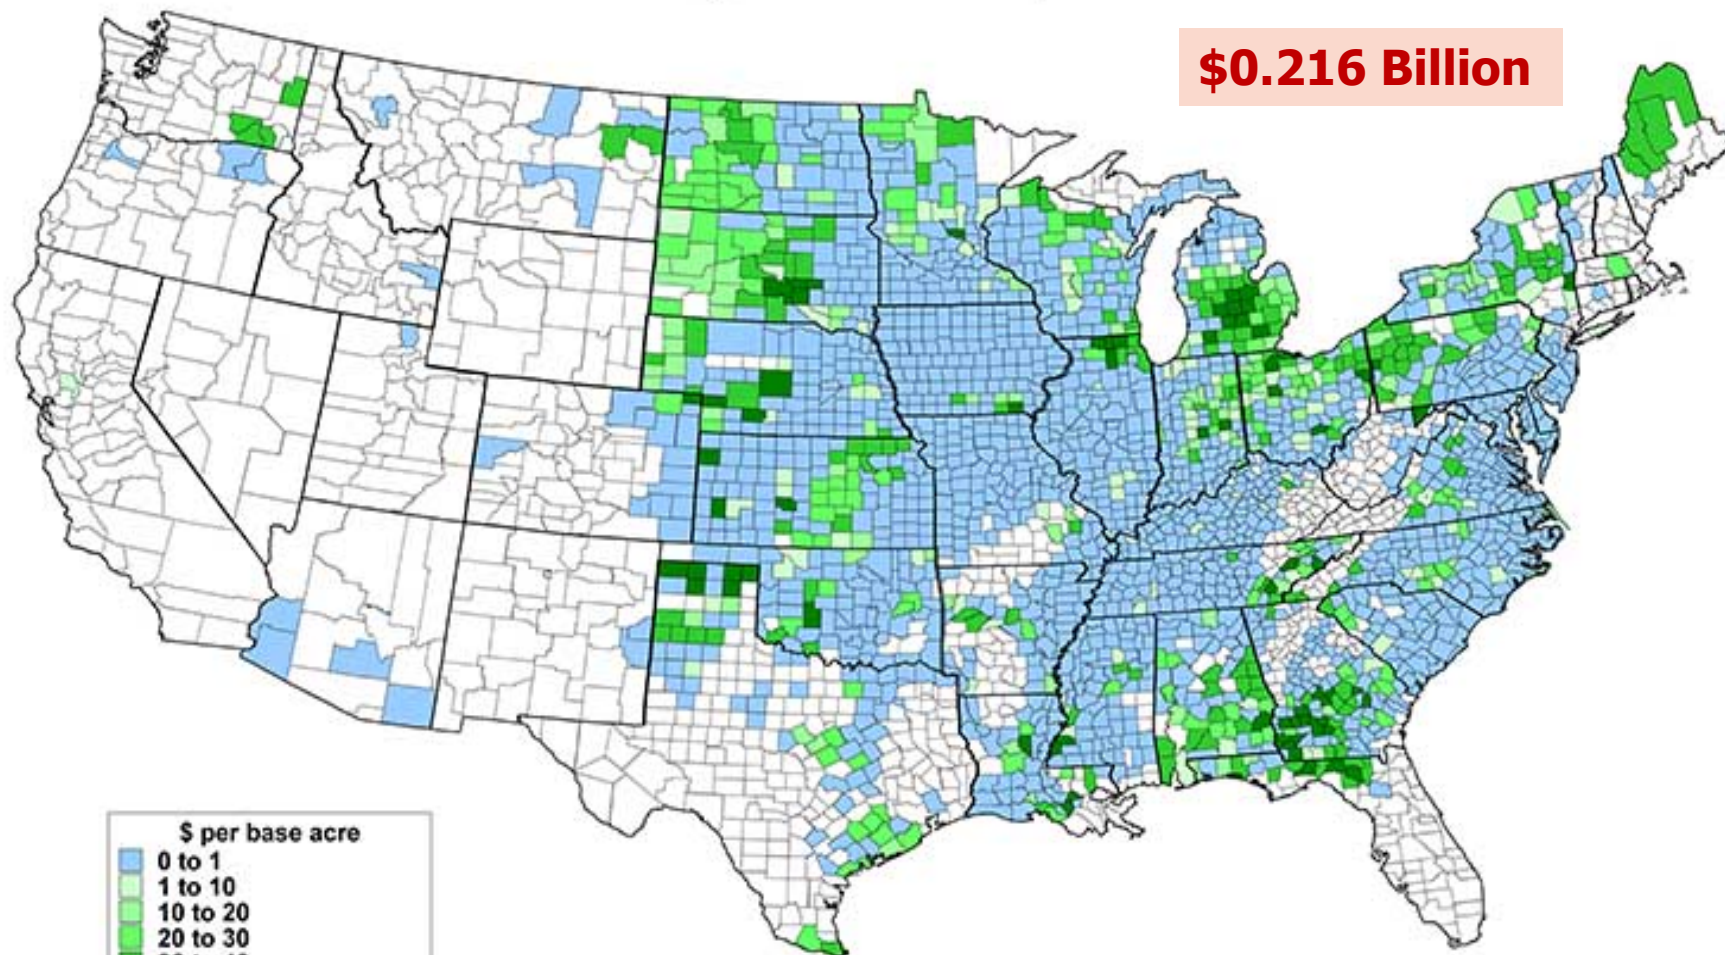 $0.216 Billion
$ per base acre
0 to 1
1 to 10
10 to 20
20 to 30